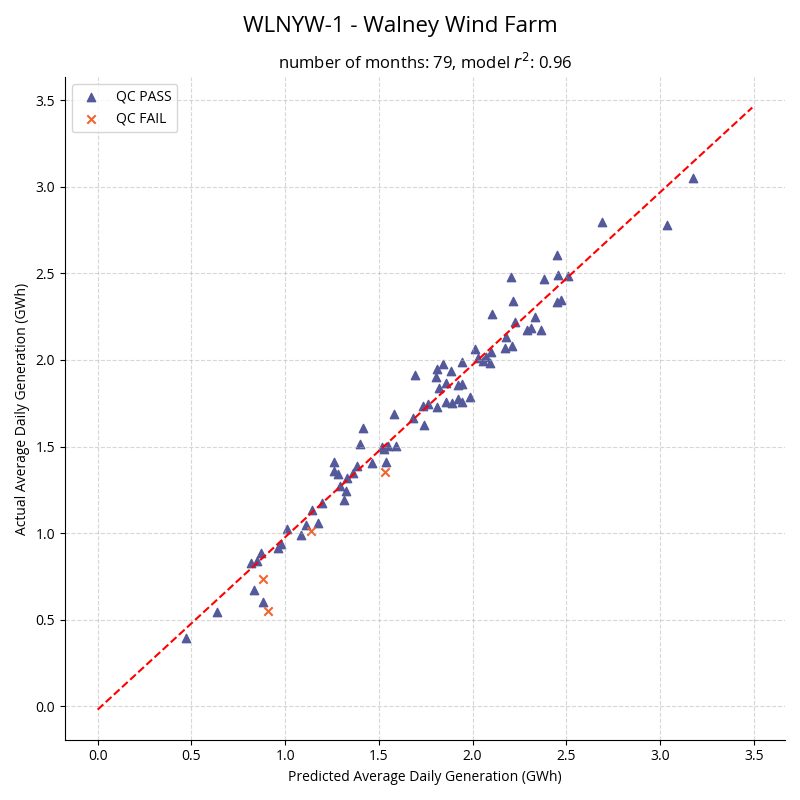 WLNYW-1 - Walney Wind Farm
number of months: 79, model r²: 0.96
QC PASS
QC FAIL
Actual Average Daily Generation (GWh)
3.5
3.0
2.5
2.0
1.5
1.0
0.5
0.0
0.0 0.5 1.0 1.5 2.0 2.5 3.0 3.5
Predicted Average Daily Generation (GWh)